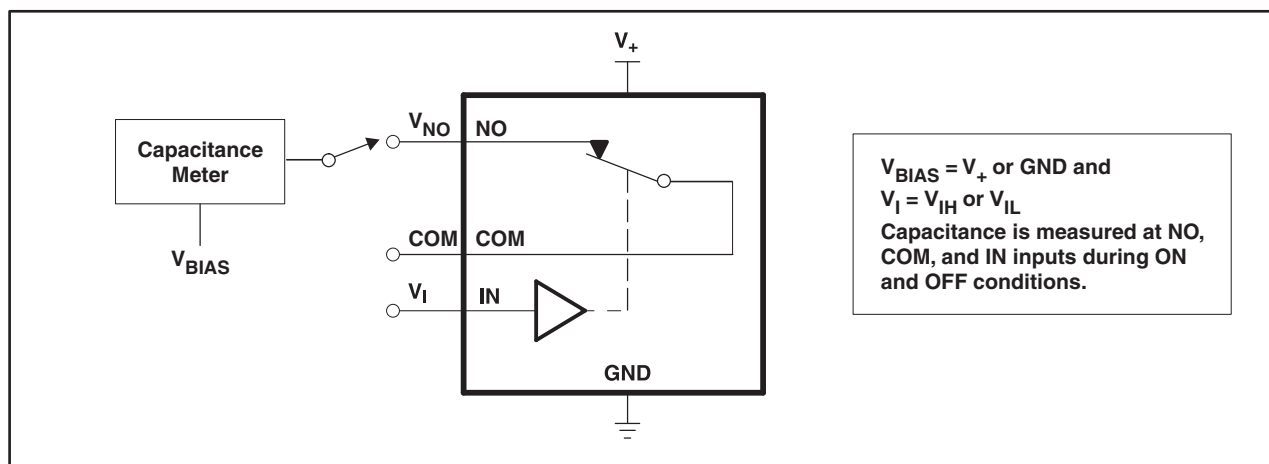 V+
Capacitance
Meter
VBIAS
VNO NO
COM COM
VI IN
GND
VBIAS = V+ or GND and
VI = VIH or VIL
Capacitance is measured at NO,
COM, and IN inputs during ON
and OFF conditions.